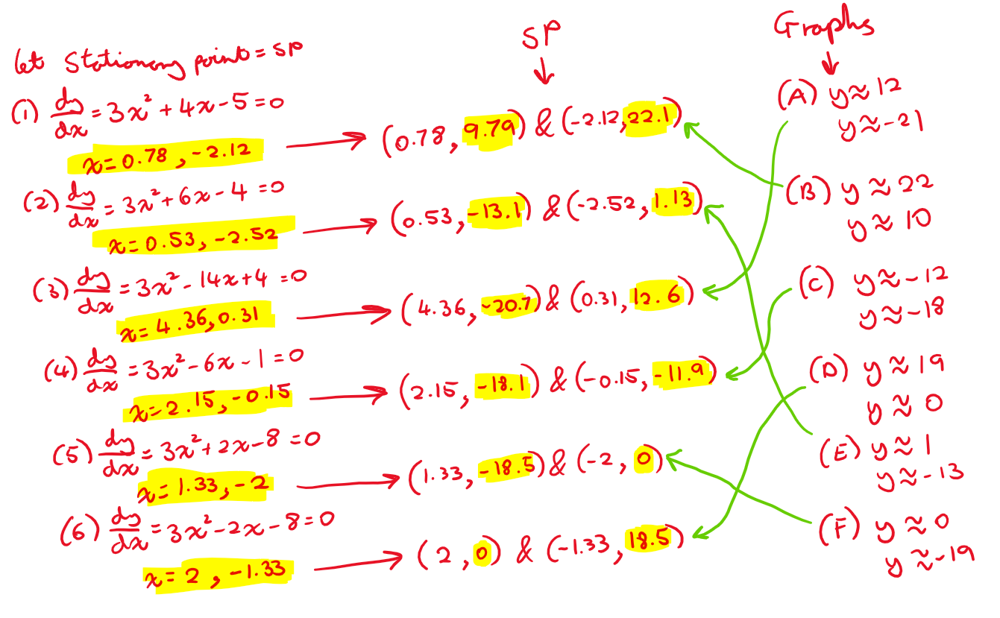 let Stationary point = SP
SP
Graphs
(1) dy/dx = 3x² + 4x - 5 = 0
x = 0.78, -2.12
(0.78, 9.79) & (-2.12, 22.1)
(A) y ≈ 12
y ≈ -21
(2) dy/dx = 3x² + 6x - 4 = 0
x = 0.53, -2.52
(0.53, -13.1) & (-2.52, 1.13)
(B) y ≈ 22
y ≈ 10
(3) dy/dx = 3x² - 14x + 4 = 0
x = 4.36, 0.31
(4.36, -20.7) & (0.31, 12.6)
(C) y ≈ -12
y ≈ -18
(4) dy/dx = 3x² - 6x - 1 = 0
x = 2.15, -0.15
(2.15, -18.1) & (-0.15, -11.9)
(D) y ≈ 19
y ≈ 0
(5) dy/dx = 3x² + 2x - 8 = 0
x = 1.33, -2
(1.33, -18.5) & (-2, 0)
(E) y ≈ 1
y ≈ -13
(6) dy/dx = 3x² - 2x - 8 = 0
x = 2, -1.33
(2, 0) & (-1.33, 18.5)
(F) y ≈ 0
y ≈ -19